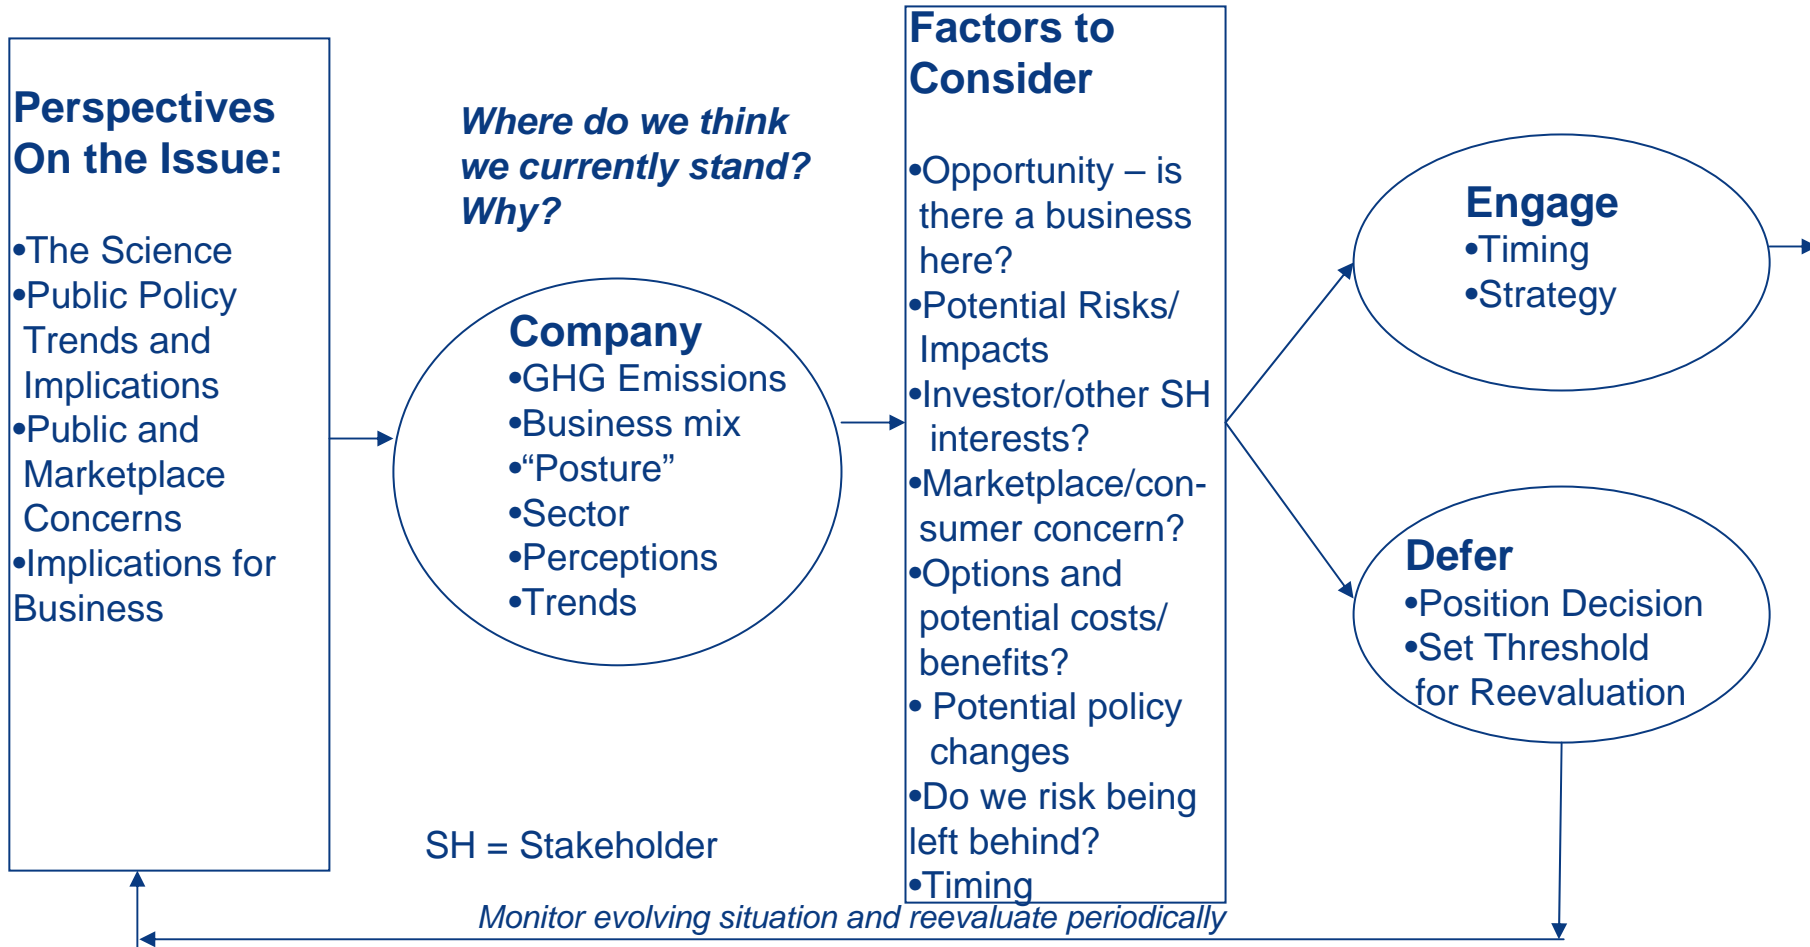 Perspectives
On the Issue:
•The Science
•Public Policy
Trends and
Implications
•Public and
Marketplace
Concerns
•Implications for
Business
Where do we think
we currently stand?
Why?
Company
•GHG Emissions
•Business mix
•“Posture”
•Sector
•Perceptions
•Trends
SH = Stakeholder
Factors to
Consider
•Opportunity – is
there a business
here?
•Potential Risks/
Impacts
•Investor/other SH
interests?
•Marketplace/con-
sumer concern?
•Options and
potential costs/
benefits?
• Potential policy
changes
•Do we risk being
left behind?
•Timing
Engage
•Timing
•Strategy
Defer
•Position Decision
•Set Threshold
for Reevaluation
Monitor evolving situation and reevaluate periodically